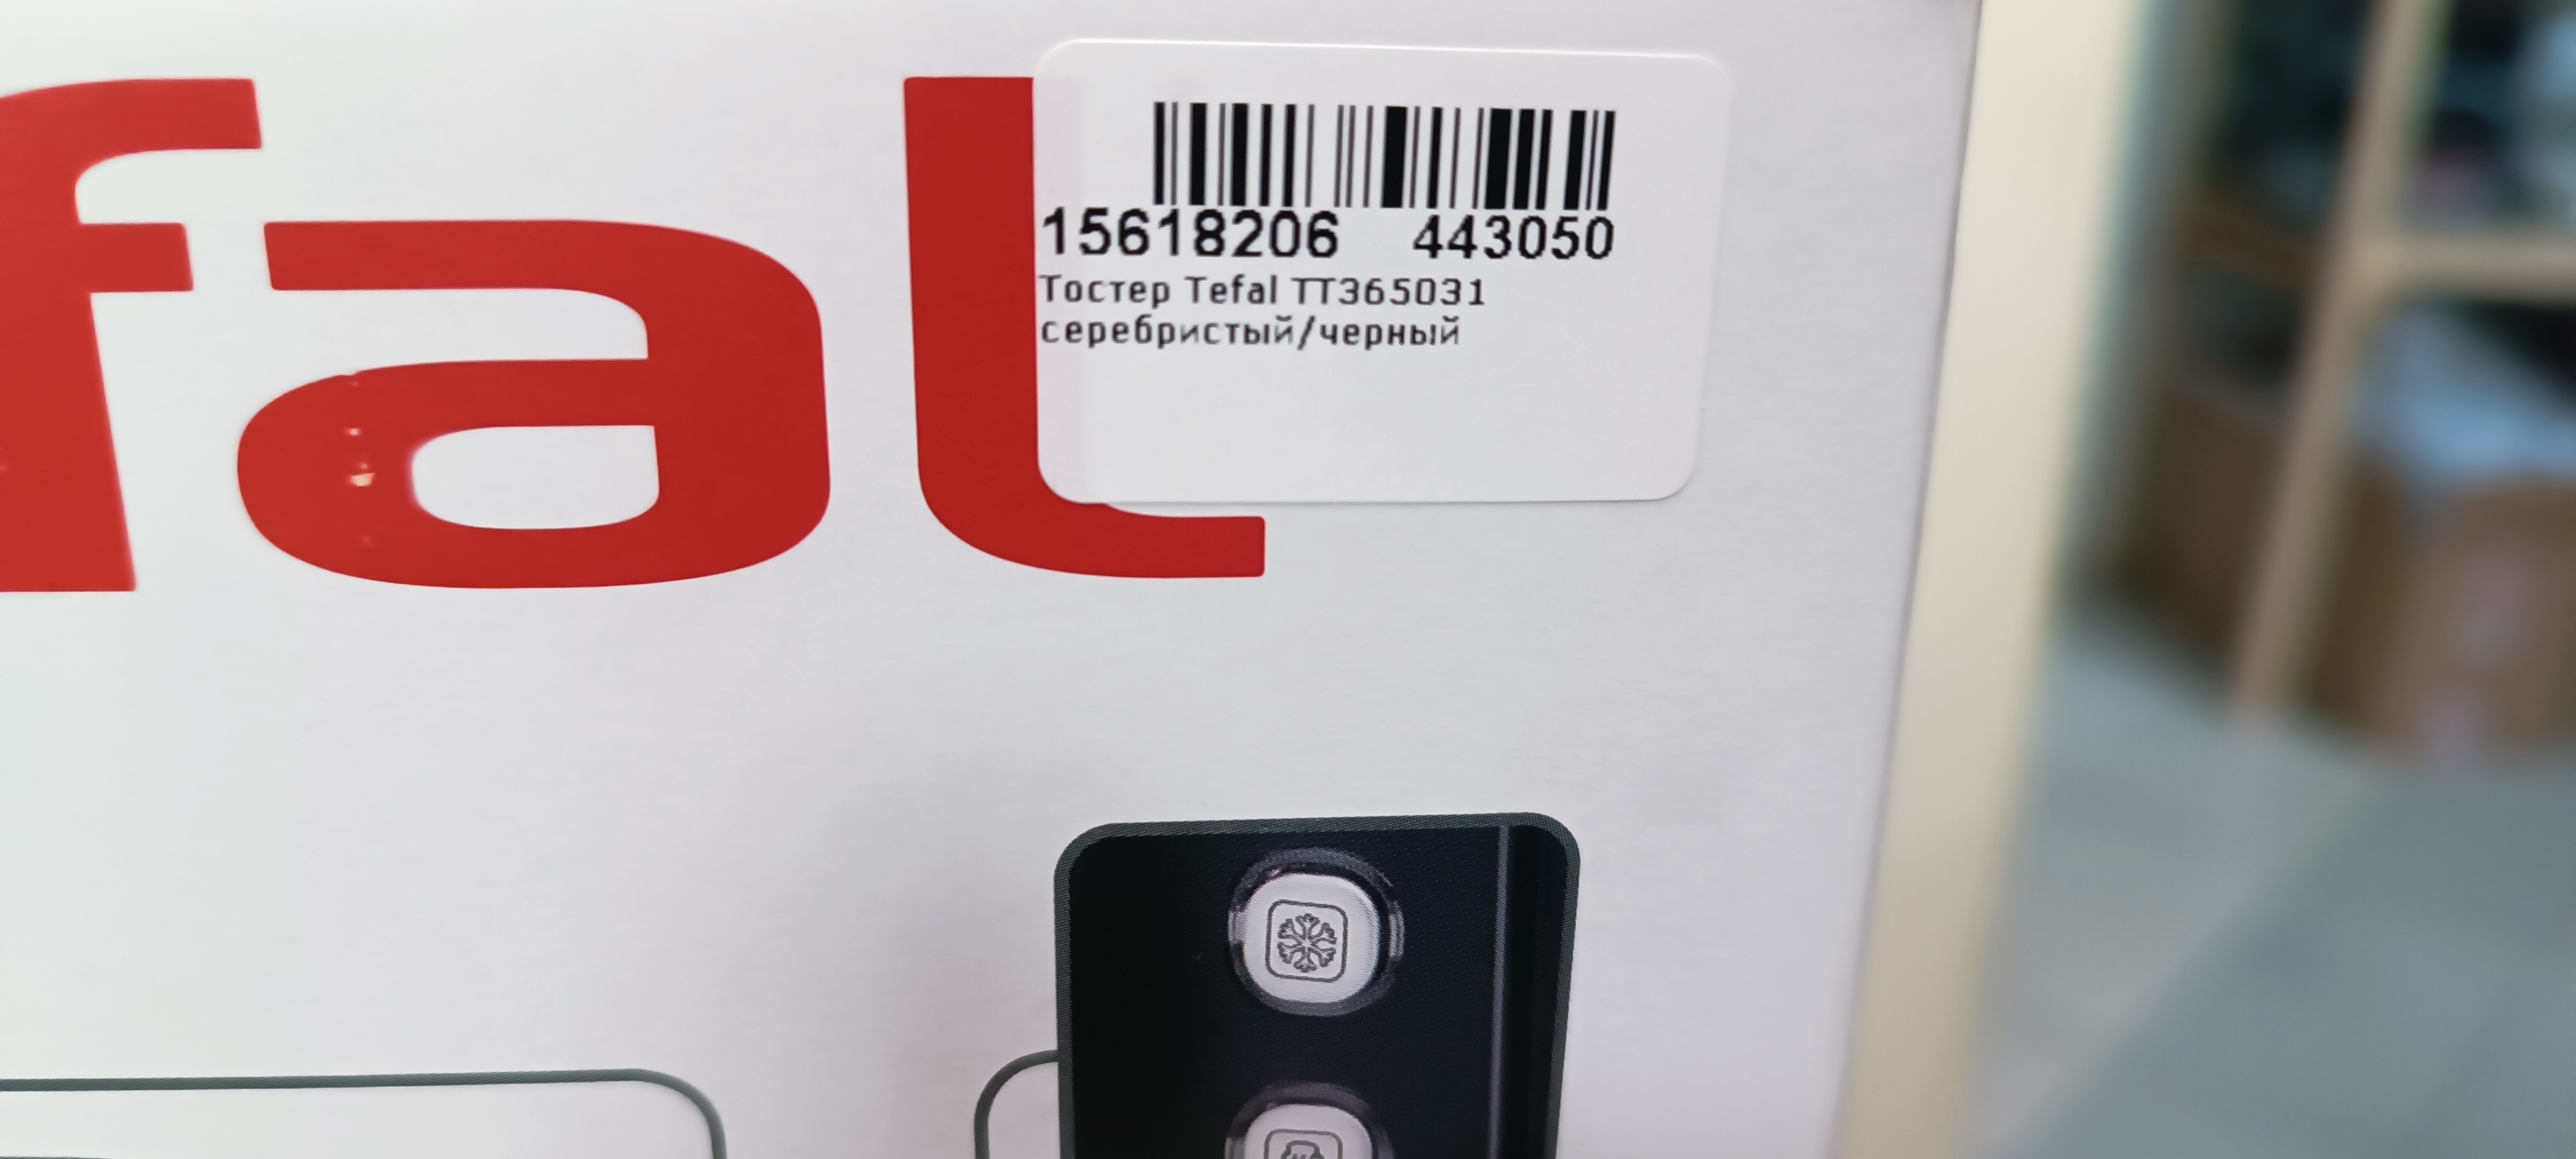 fal
15618206 443050
Тостер Tefal TT365031
серебристый/черный